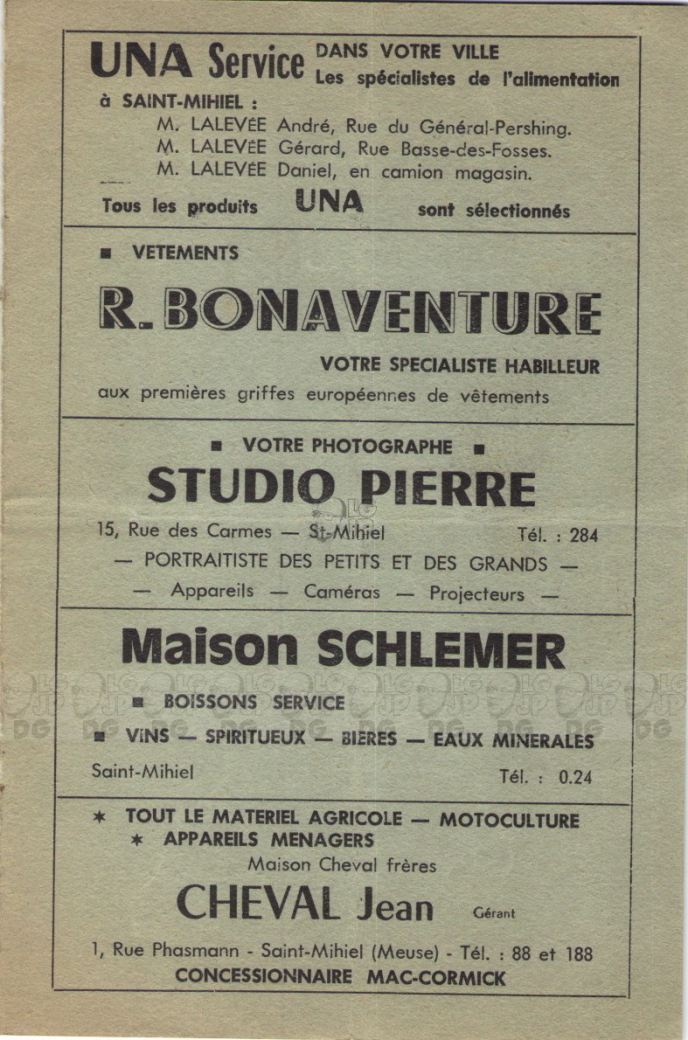 UNA Service DANS VOTRE VILLE
Les spécialistes de l'alimentation
à SAINT-MIHIEL :
M. LALEVÉE André, Rue du Général-Pershing.
M. LALEVÉE Gérard, Rue Basse-des-Fosses.
M. LALEVÉE Daniel, en camion magasin.
Tous les produits UNA sont sélectionnés
■ VETEMENTS
R. BONAVENTURE
VOTRE SPECIALISTE HABILLEUR
aux premières griffes européennes de vêtements
■ VOTRE PHOTOGRAPHE ■
STUDIO PIERRE
15, Rue des Carmes — St-Mihiel Tél. : 284
— PORTRAITISTE DES PETITS ET DES GRANDS —
— Appareils — Caméras — Projecteurs —
Maison SCHLEMER
■ BOISSONS SERVICE
■ VINS — SPIRITUEUX — BIERES — EAUX MINERALES
Saint-Mihiel Tél. : 0.24
★ TOUT LE MATERIEL AGRICOLE — MOTOCULTURE
★ APPAREILS MENAGERS
Maison Cheval frères
CHEVAL Jean Gérant
1, Rue Phasmann - Saint-Mihiel (Meuse) - Tél. : 88 et 188
CONCESSIONNAIRE MAC-CORMICK